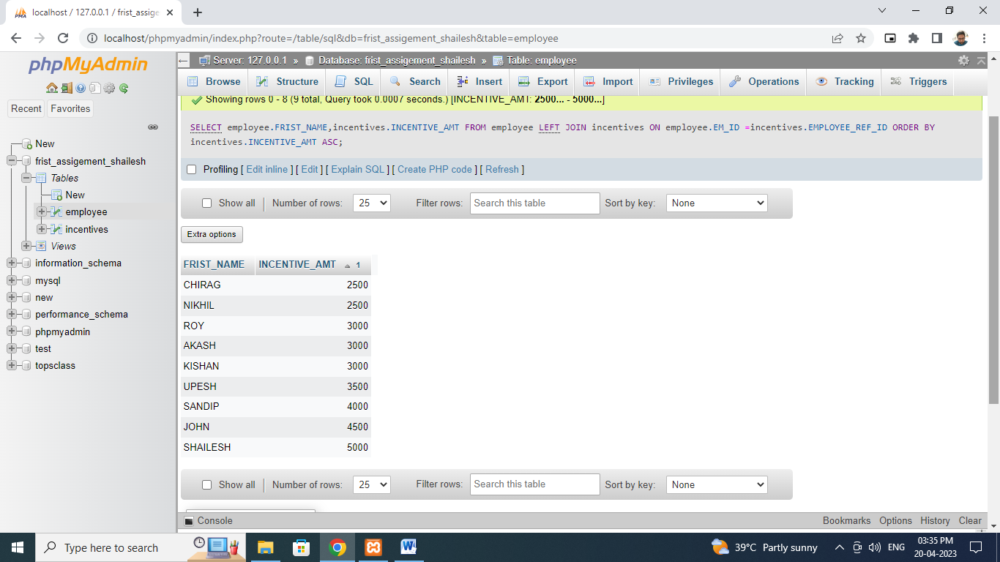 localhost / 127.0.0.1 / frist_assige
localhost/phpmyadmin/index.php?route=/table/sql&db=frist_assigement_shailesh&table=employee
phpMyAdmin
Recent Favorites
New
frist_assigement_shailesh
Tables
New
employee
incentives
Views
information_schema
mysql
new
performance_schema
phpmyadmin
test
topsclass
Server: 127.0.0.1 » Database: frist_assigement_shailesh » Table: employee
Browse Structure SQL Search Insert Export Import Privileges Operations Tracking Triggers
Showing rows 0 - 8 (9 total, Query took 0.0007 seconds.) [INCENTIVE_AMT: 2500... - 5000...]
SELECT employee.FRIST_NAME,incentives.INCENTIVE_AMT FROM employee LEFT JOIN incentives ON employee.EM_ID =incentives.EMPLOYEE_REF_ID ORDER BY
incentives.INCENTIVE_AMT ASC;
Profiling [ Edit inline ] [ Edit ] [ Explain SQL ] [ Create PHP code ] [ Refresh ]
Show all Number of rows: 25 Filter rows: Search this table Sort by key: None
Extra options
FRIST_NAME INCENTIVE_AMT 1
CHIRAG 2500
NIKHIL 2500
ROY 3000
AKASH 3000
KISHAN 3000
UPESH 3500
SANDIP 4000
JOHN 4500
SHAILESH 5000
Show all Number of rows: 25 Filter rows: Search this table Sort by key: None
Console Bookmarks Options History Clear
Type here to search 39°C Partly sunny ENG 03:35 PM
20-04-2023